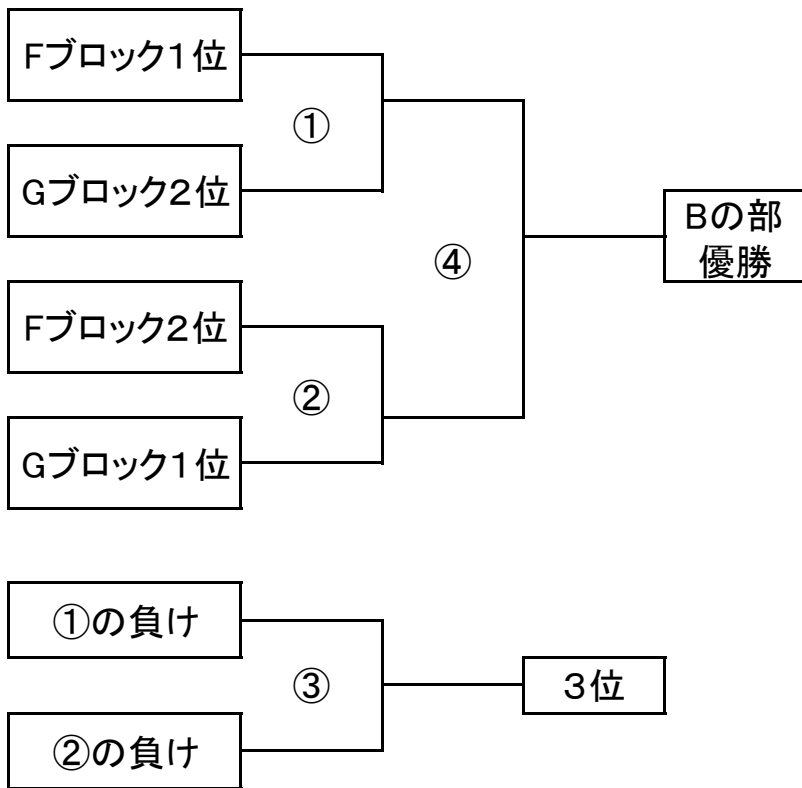 Fブロック1位
①
Gブロック2位
Bの部
優勝
④
Fブロック2位
②
Gブロック1位
①の負け
③
3位
②の負け